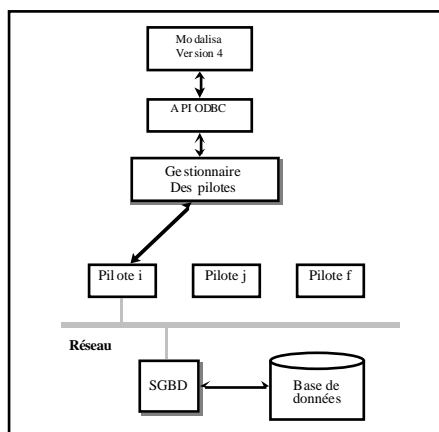 Modalisa
Version 4
API ODBC
Gestionnaire
Des pilotes
Pilote i
Pilote j
Pilote f
Réseau
SGBD
Base de
données